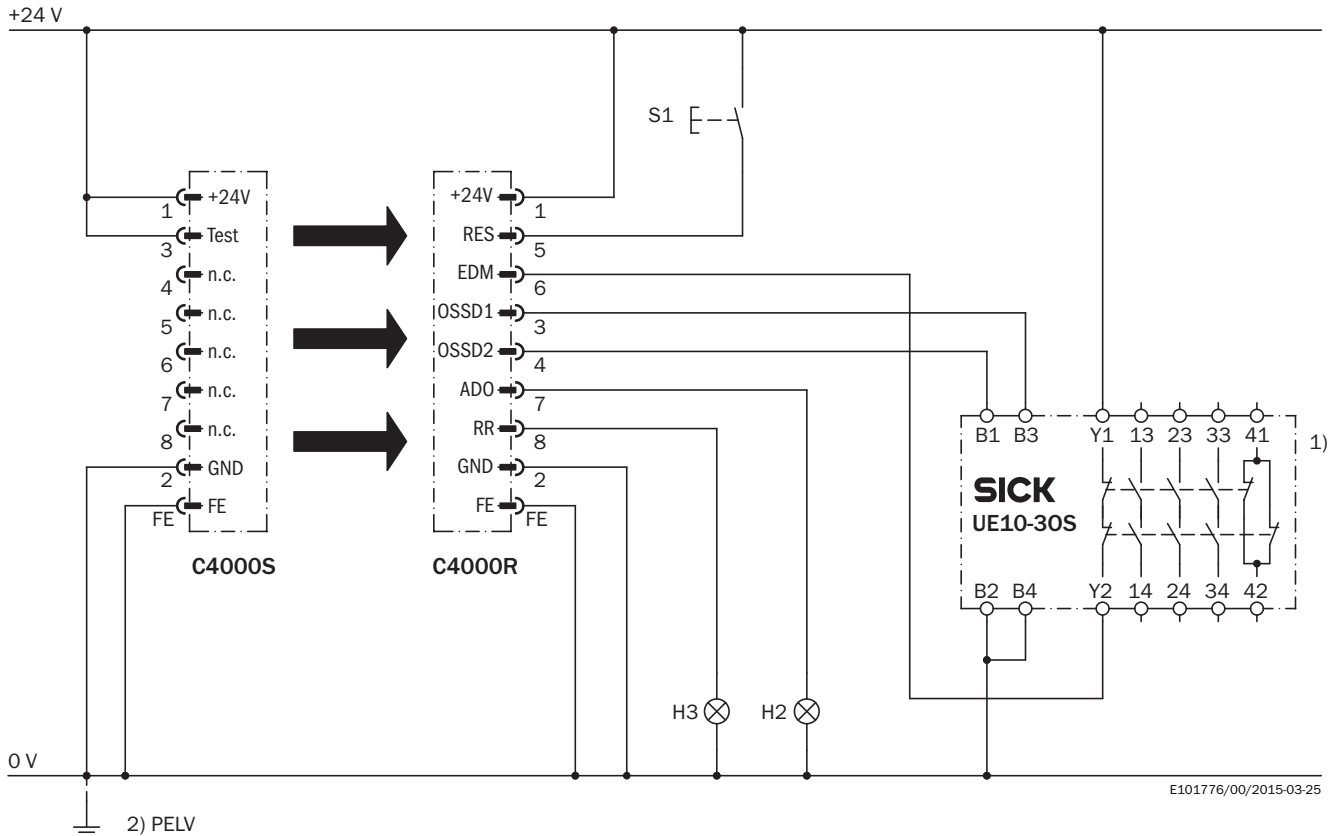 +24 V
S1
+24V
1
Test
3
n.c.
4
n.c.
5
n.c.
6
n.c.
7
n.c.
8
GND
2
FE
FE
C4000S
+24V
1
RES
5
EDM
6
OSSD1
3
OSSD2
4
ADO
7
RR
8
GND
2
FE
FE
C4000R
B1 B3 Y1 13 23 33 41
1)
SICK
UE10-30S
B2 B4 Y2 14 24 34 42
H3
H2
0 V
E101776/00/2015-03-25
2) PELV